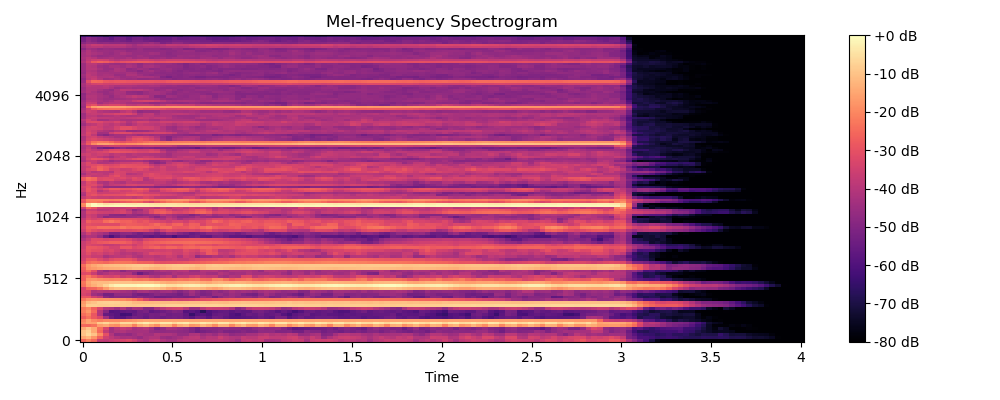 Mel-frequency Spectrogram
Hz
4096
2048
1024
512
0
0
0.5
1
1.5
2
2.5
3
3.5
4
Time
+0 dB
-10 dB
-20 dB
-30 dB
-40 dB
-50 dB
-60 dB
-70 dB
-80 dB